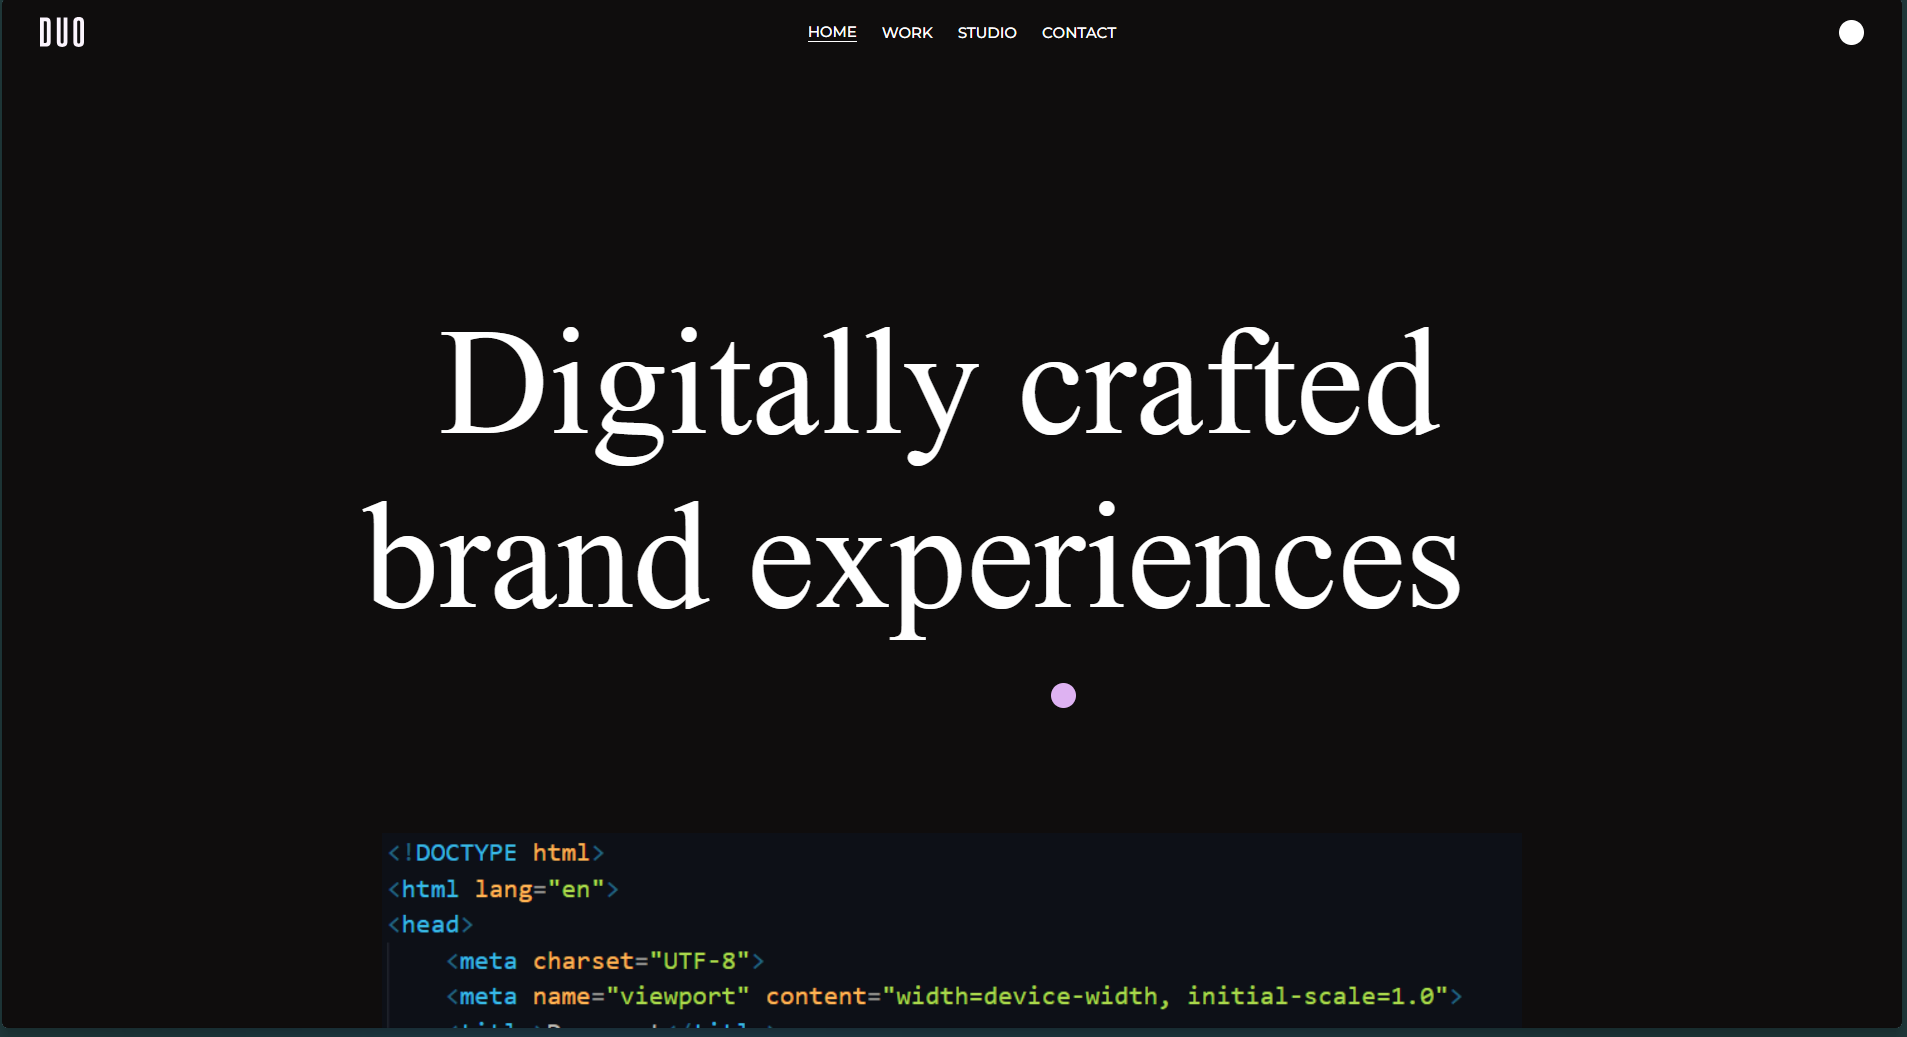 DUO
HOME WORK STUDIO CONTACT
Digitally crafted
brand experiences
<!DOCTYPE html>
<html lang="en">
<head>
<meta charset="UTF-8">
<meta name="viewport" content="width=device-width, initial-scale=1.0">